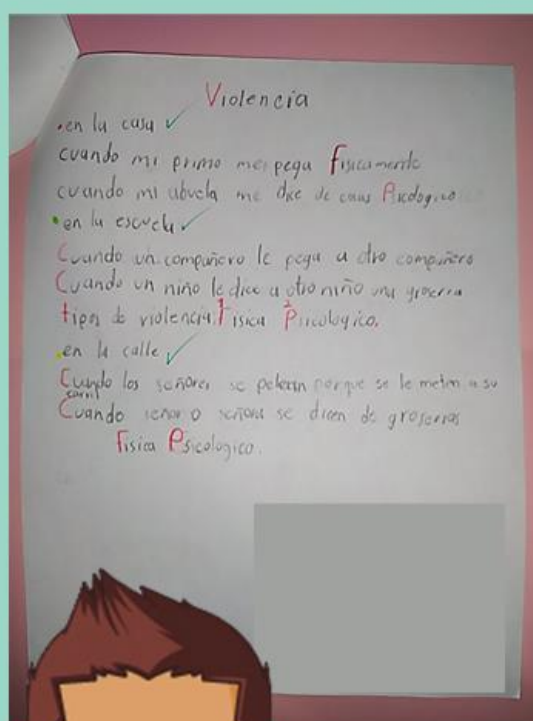 Violencia
.en la casa ✓
cuando mi primo me pega Fisicamente
cuando mi abuela me dice de cosas Psicologico
.en la escuela ✓
Cuando un compañero le pega a otro compañero
Cuando un niño le dice a otro niño una groceria
tipos de violencia 1 Fisica 2 Psicologico.
.en la calle ✓
Cuando los señores se pelean porque se le meten a su
carril
Cuando señor o señora se dicen de groserias
Fisica Psicologico.